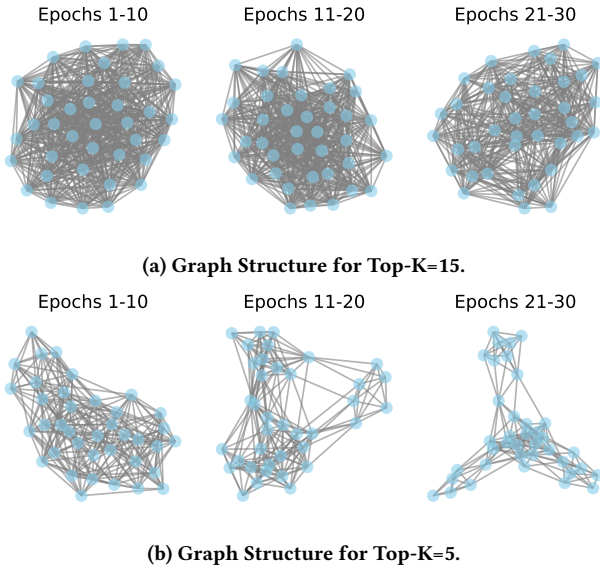 Epochs 1-10 Epochs 11-20 Epochs 21-30
(a) Graph Structure for Top-K=15.
Epochs 1-10 Epochs 11-20 Epochs 21-30
(b) Graph Structure for Top-K=5.